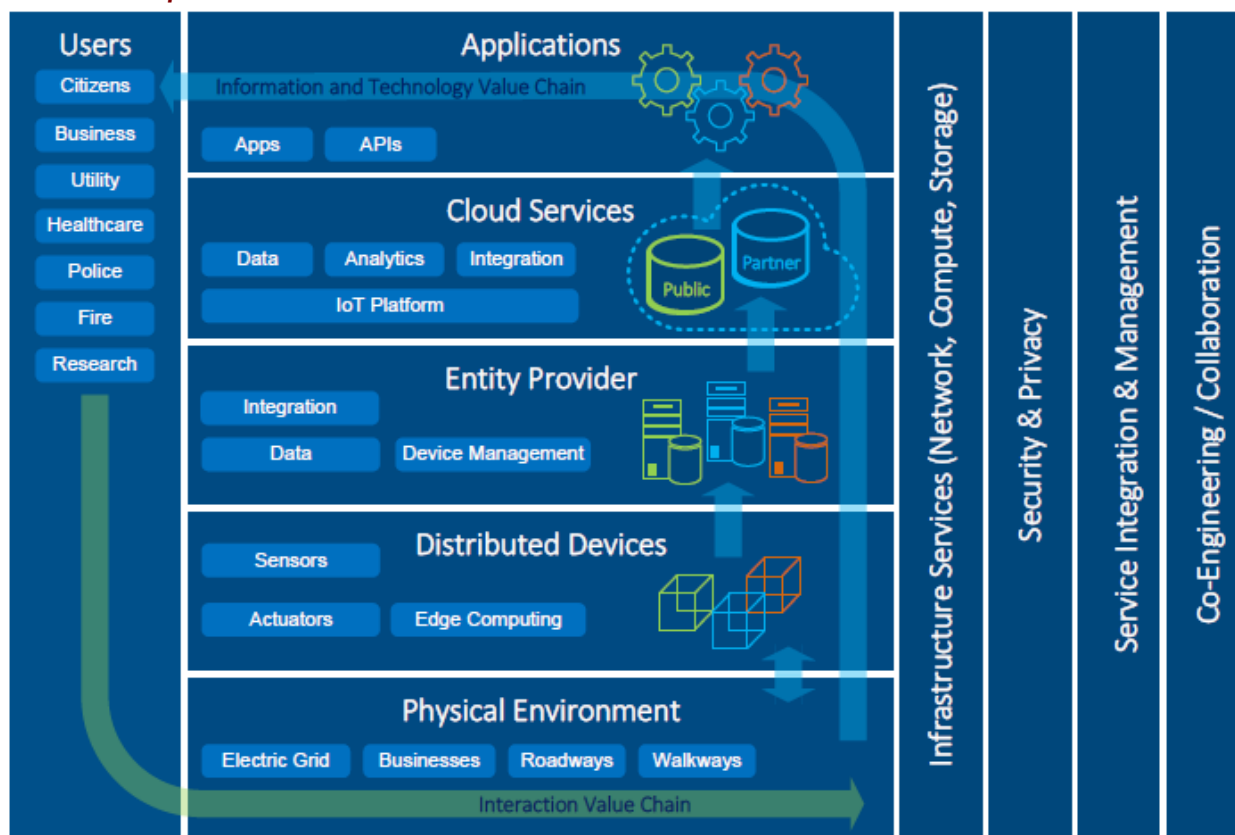 Users
Citizens
Business
Utility
Healthcare
Police
Fire
Research
Applications
Information and Technology Value Chain
Apps
APIs
Cloud Services
Data
Analytics
Integration
IoT Platform
Public
Partner
Entity Provider
Integration
Data
Device Management
Distributed Devices
Sensors
Actuators
Edge Computing
Physical Environment
Electric Grid
Businesses
Roadways
Walkways
Interaction Value Chain
Infrastructure Services (Network, Compute, Storage)
Security & Privacy
Service Integration & Management
Co-Engineering / Collaboration